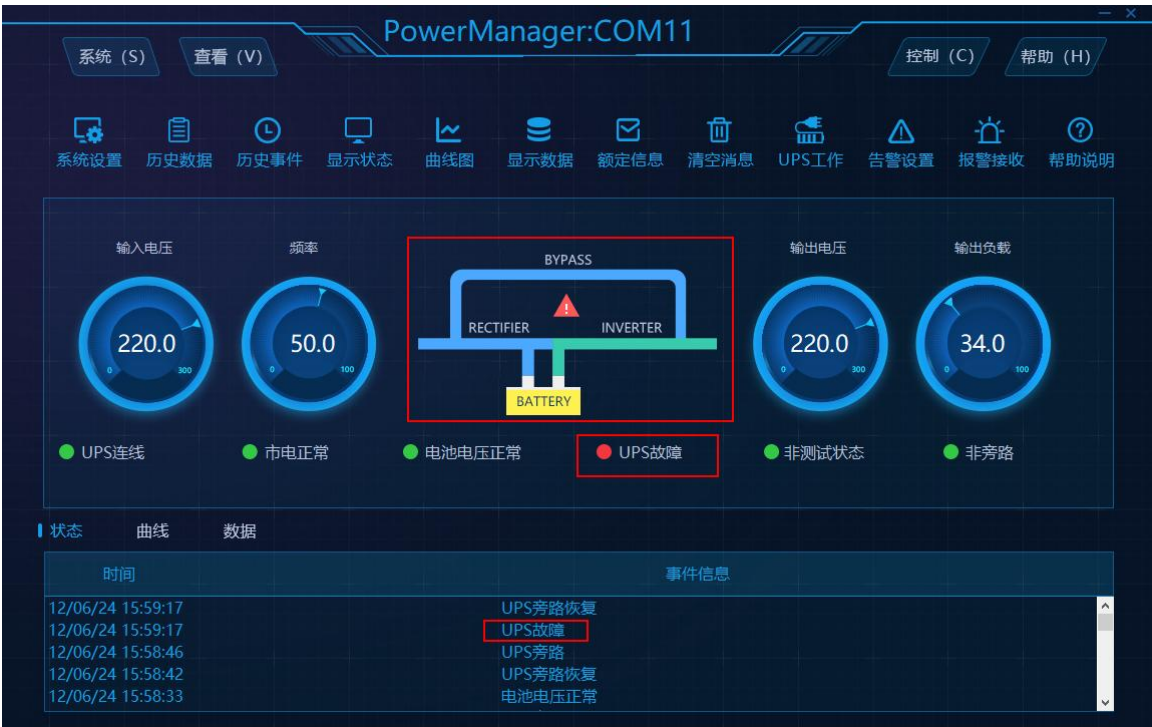 PowerManager:COM11
系统 (S)
查看 (V)
控制 (C)
帮助 (H)
系统设置
历史数据
历史事件
显示状态
曲线图
显示数据
额定信息
清空消息
UPS工作
告警设置
报警接收
帮助说明
输入电压
频率
BYPASS
输出电压
输出负载
RECTIFIER
INVERTER
220.0
50.0
220.0
34.0
0
300
0
100
0
300
0
100
BATTERY
UPS连线
市电正常
电池电压正常
UPS故障
非测试状态
非旁路
状态
曲线
数据
时间
事件信息
12/06/24 15:59:17 UPS旁路恢复
12/06/24 15:59:17 UPS故障
12/06/24 15:58:46 UPS旁路
12/06/24 15:58:42 UPS旁路恢复
12/06/24 15:58:33 电池电压正常